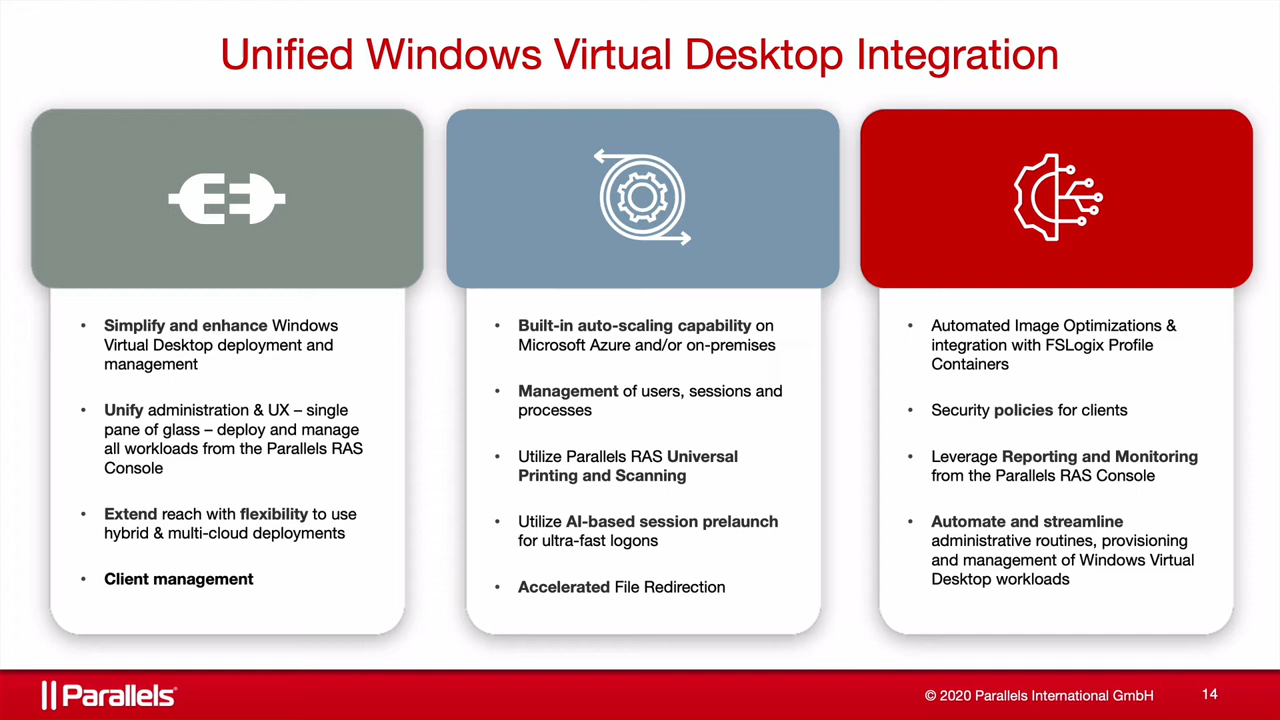 Unified Windows Virtual Desktop Integration
• Simplify and enhance Windows
Virtual Desktop deployment and
management
• Unify administration & UX – single
pane of glass – deploy and manage
all workloads from the Parallels RAS
Console
• Extend reach with flexibility to use
hybrid & multi-cloud deployments
• Client management
• Built-in auto-scaling capability on
Microsoft Azure and/or on-premises
• Management of users, sessions and
processes
• Utilize Parallels RAS Universal
Printing and Scanning
• Utilize AI-based session prelaunch
for ultra-fast logons
• Accelerated File Redirection
• Automated Image Optimizations &
integration with FSLogix Profile
Containers
• Security policies for clients
• Leverage Reporting and Monitoring
from the Parallels RAS Console
• Automate and streamline
administrative routines, provisioning
and management of Windows Virtual
Desktop workloads
Parallels®
© 2020 Parallels International GmbH
14